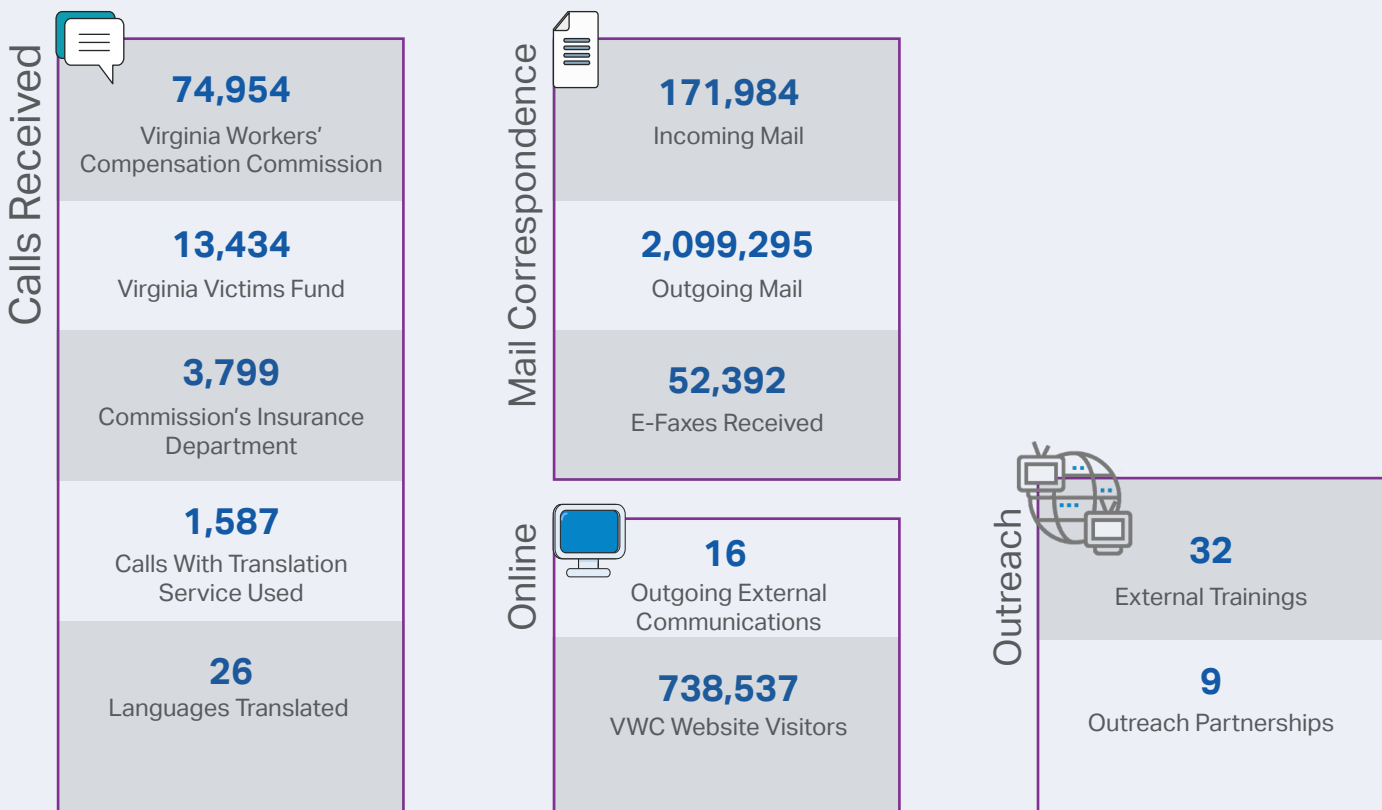 Calls Received
74,954
Virginia Workers’
Compensation Commission
13,434
Virginia Victims Fund
3,799
Commission’s Insurance
Department
1,587
Calls With Translation
Service Used
26
Languages Translated
Mail Correspondence
171,984
Incoming Mail
2,099,295
Outgoing Mail
52,392
E-Faxes Received
Online
16
Outgoing External
Communications
738,537
VWC Website Visitors
Outreach
32
External Trainings
9
Outreach Partnerships